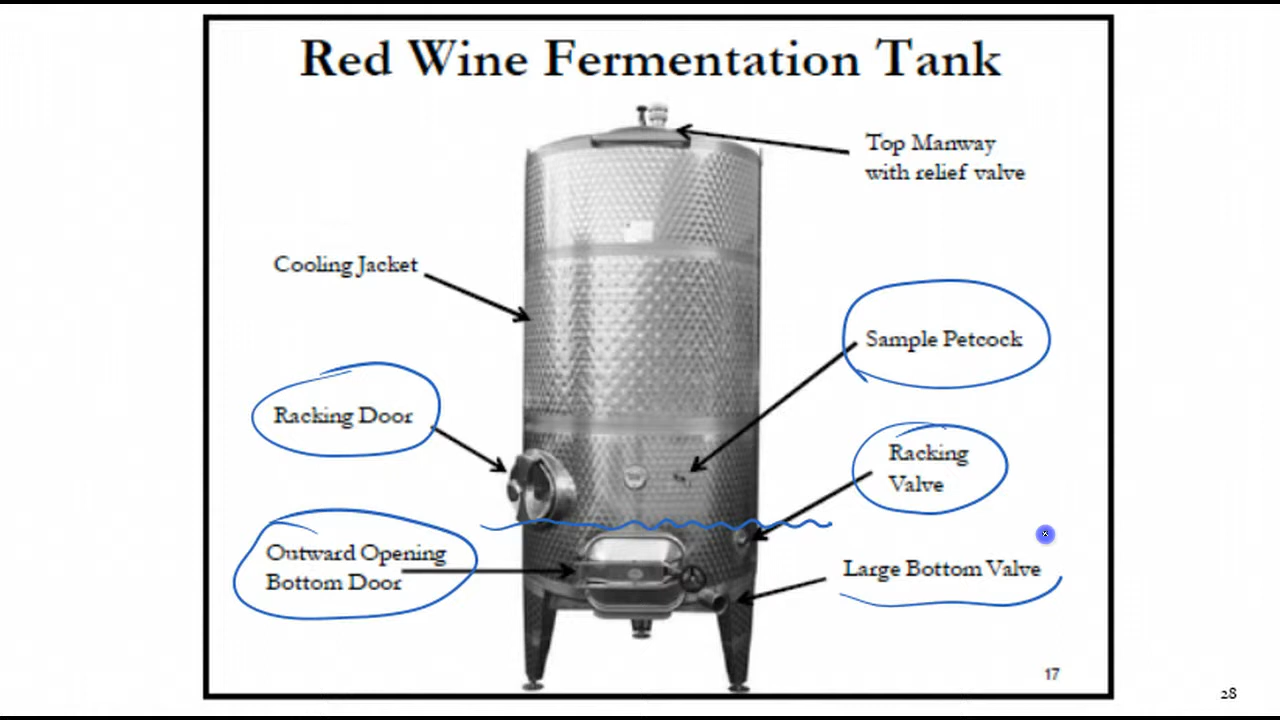 Red Wine Fermentation Tank
Top Manway
with relief valve
Cooling Jacket
Sample Petcock
Racking Door
Racking
Valve
Outward Opening
Bottom Door
Large Bottom Valve
17
28